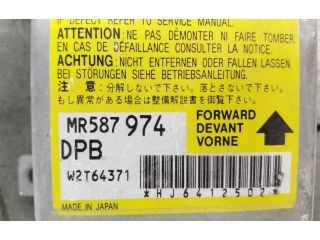 IF DEFECT REFER TO SERVICE MANUAL.
ATTENTION: NE PAS DÉMONTER NI FAIRE TOMBER.
EN CAS DE DÉFAILLANCE CONSULTER LA NOTICE.
ACHTUNG: NICHT ENTFERNEN ODER FALLEN LASSEN.
BEI STÖRUNGEN SIEHE BETRIEBSANLEITUNG.
注意:取外さない、分解しない、落とさないで下さい。
もし異常がある場合は整備解説書を御覧下さい。
MR587 974
DPB
W2T64371
FORWARD
DEVANT
VORNE
*HJ6412502*
MADE IN JAPAN